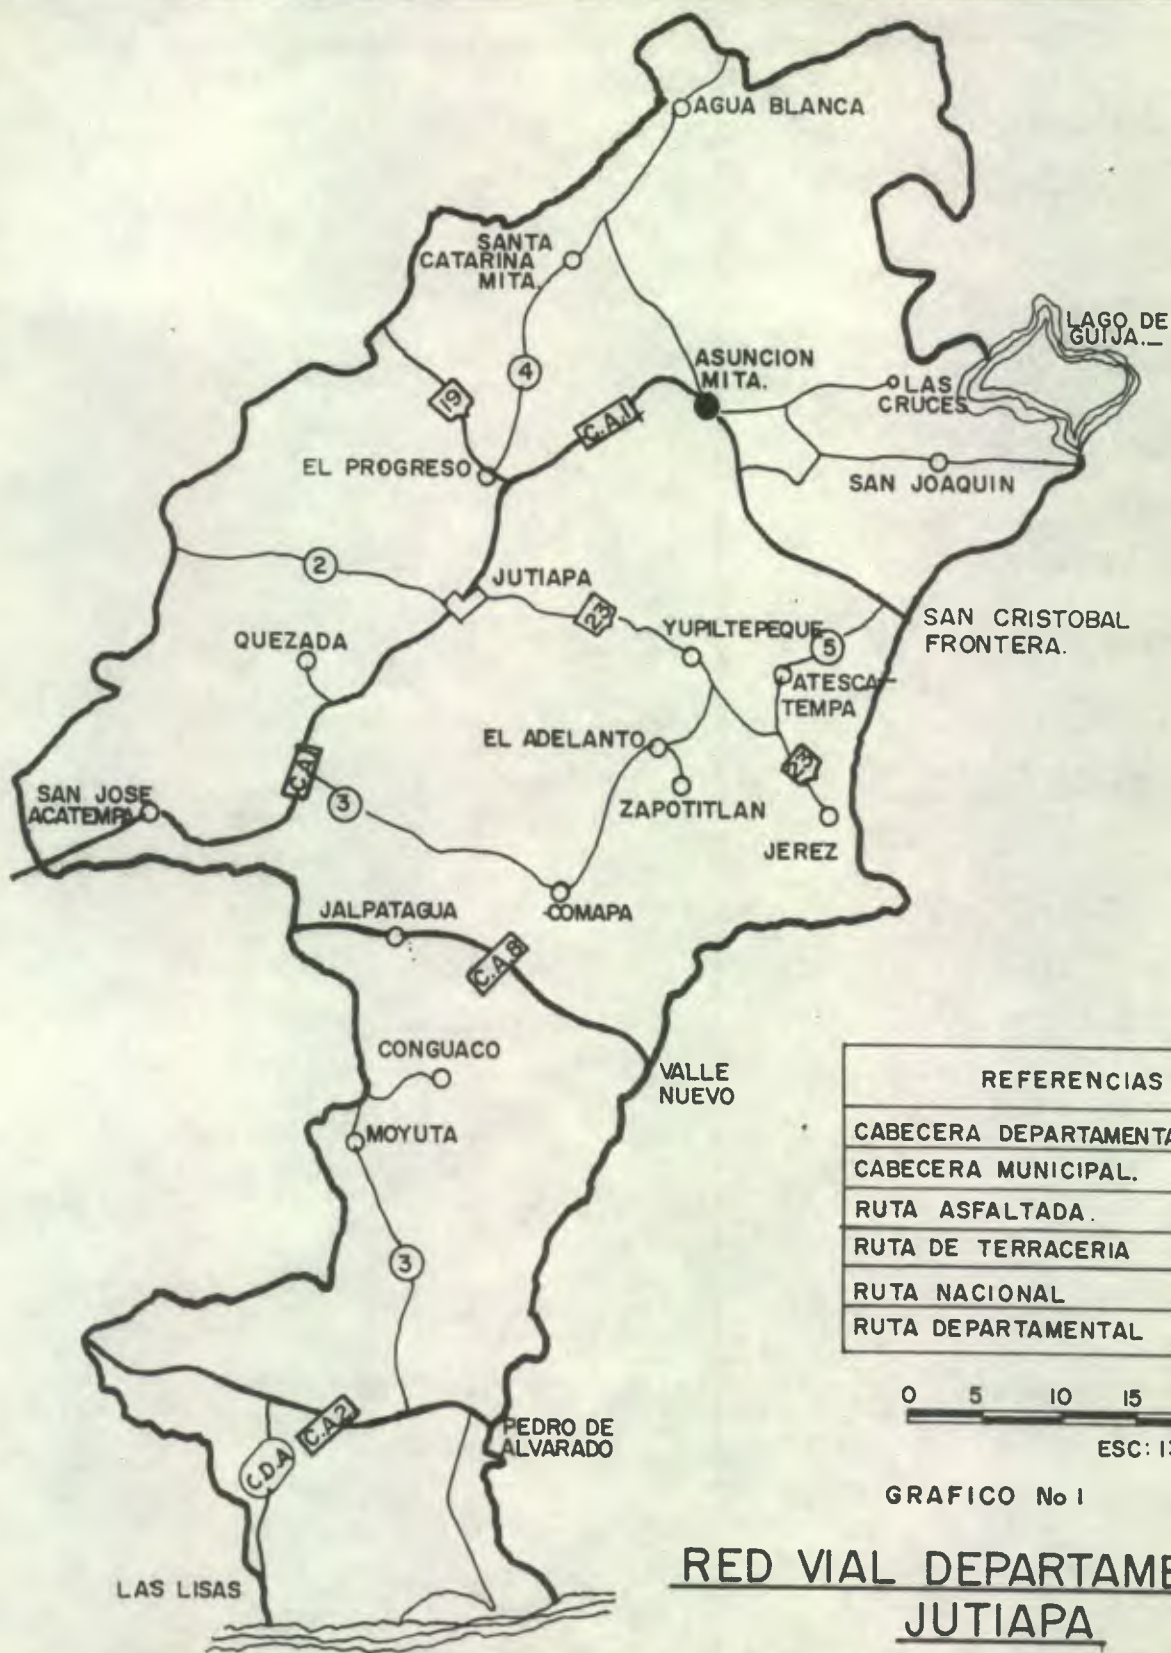 AGUA BLANCA
SANTA
CATARINA
MITA.
LAGO DE
GUIJA._
4
ASUNCION
MITA.
LAS
CRUCES
19
C.A.1
EL PROGRESO
SAN JOAQUIN
2
JUTIAPA
23
YUPILTEPEQUE
SAN CRISTOBAL
FRONTERA.
5
QUEZADA
ATESCA-
TEMPA
EL ADELANTO
C.A.1
23
SAN JOSE
ACATEMPA
3
ZAPOTITLAN
JEREZ
JALPATAGUA
COMAPA
C.A.8
CONGUACO
VALLE
NUEVO
MOYUTA
3
C.A.2
PEDRO DE
ALVARADO
C.D.A
LAS LISAS
REFERENCIAS
CABECERA DEPARTAMENTA
CABECERA MUNICIPAL.
RUTA ASFALTADA.
RUTA DE TERRACERIA
RUTA NACIONAL
RUTA DEPARTAMENTAL
0 5 10 15
ESC: 1:
GRAFICO No 1
RED VIAL DEPARTAME
JUTIAPA